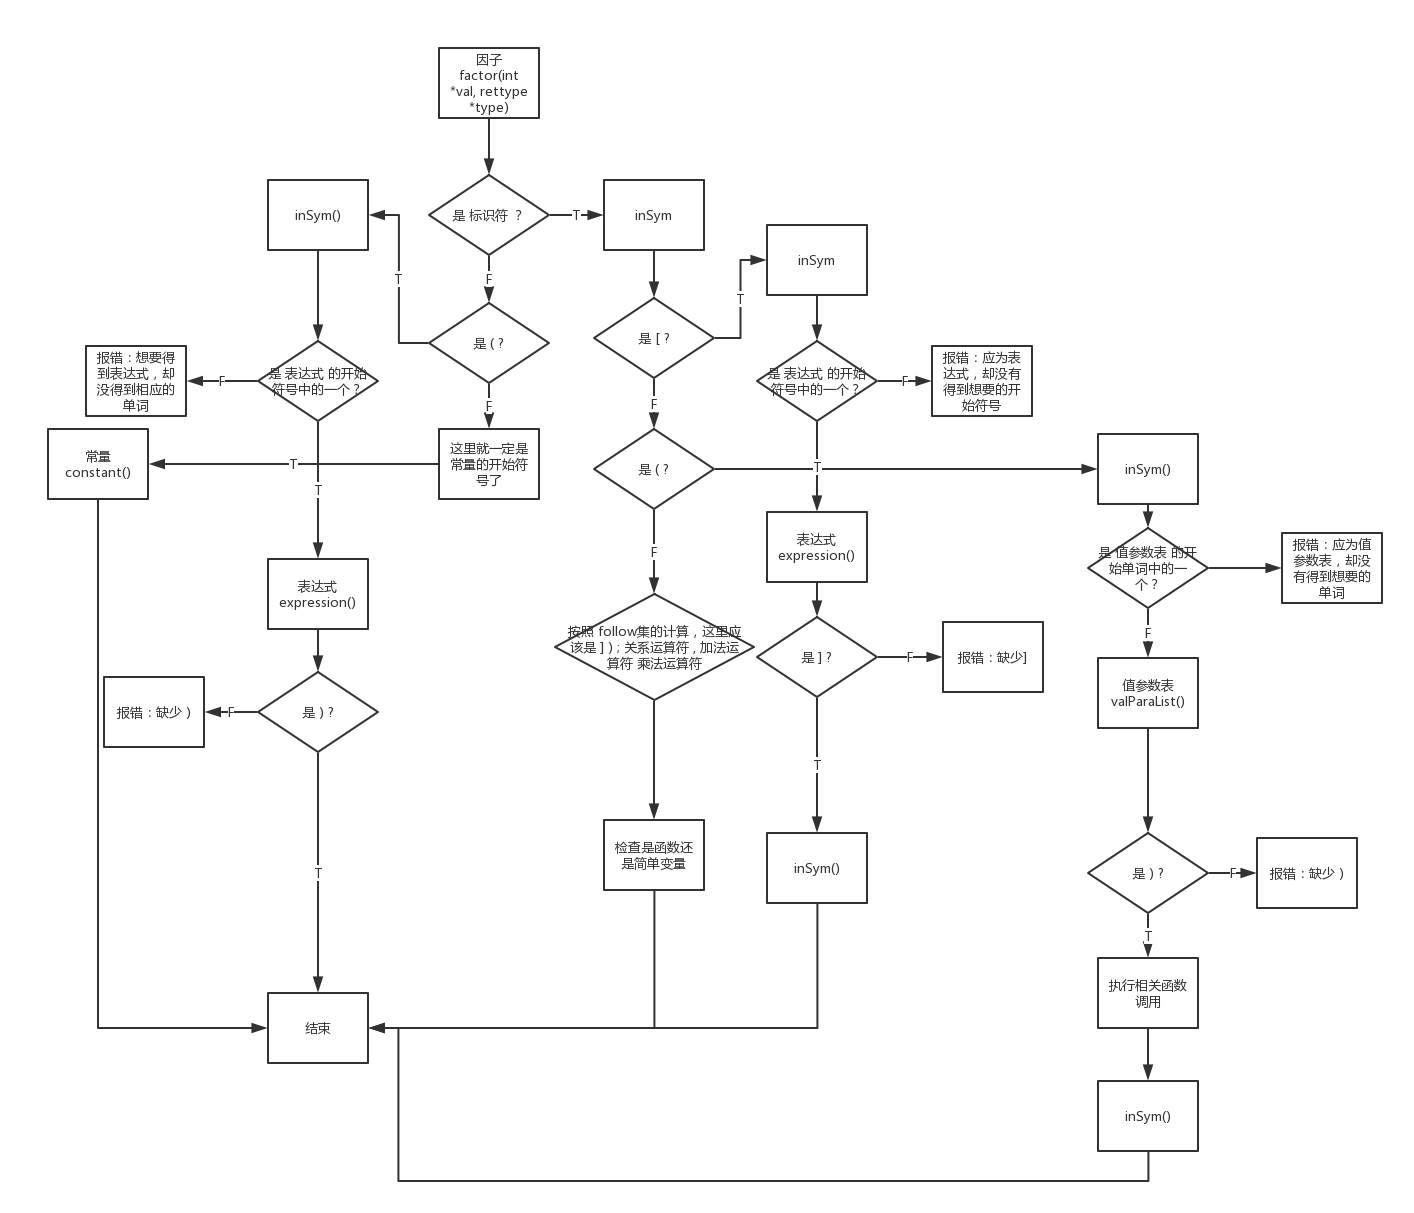 因子
factor(int
*val, rettype
*type)
inSym()
是 标识符 ？
T
inSym
inSym
T
F
T
是 ( ?
是 [ ?
报错：想要得
到表达式，却
没得到相应的
单词
F
是 表达式 的开始
符号中的一个？
F
F
是 表达式 的开始
符号中的一个？
F
报错：应为表
达式，却没有
得到想要的开
始符号
常量
constant()
T
T
这里就一定是
常量的开始符
号了
是 ( ?
T
inSym()
F
表达式
expression()
是 值参数表 的开
始单词中的一
个？
报错：应为值
参数表，却没
有得到想要的
单词
表达式
expression()
按照 follow集的计算，这里应
该是 ] ) ; 关系运算符 , 加法运
算符 乘法运算符
是 ] ?
F
报错：缺少]
F
值参数表
valParaList()
报错：缺少 )
F
是 ) ?
T
T
检查是函数还
是简单变量
inSym()
是 ) ?
F
报错：缺少 )
T
执行相关函数
调用
结束
inSym()